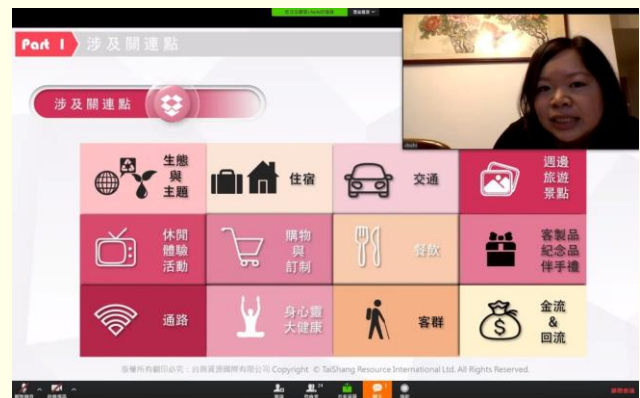 Part 1 涉及關連點
涉及關連點
生態
與
主題
住宿
交通
週邊
旅遊
景點
休閒
體驗
活動
購物
與
訂制
餐飲
客製品
紀念品
伴手禮
通路
身心靈
大健康
客群
金流
&
回流
版權所有翻印必究：台商資源國際有限公司 Copyright © TaiShang Resource International Ltd. All Rights Reserved.